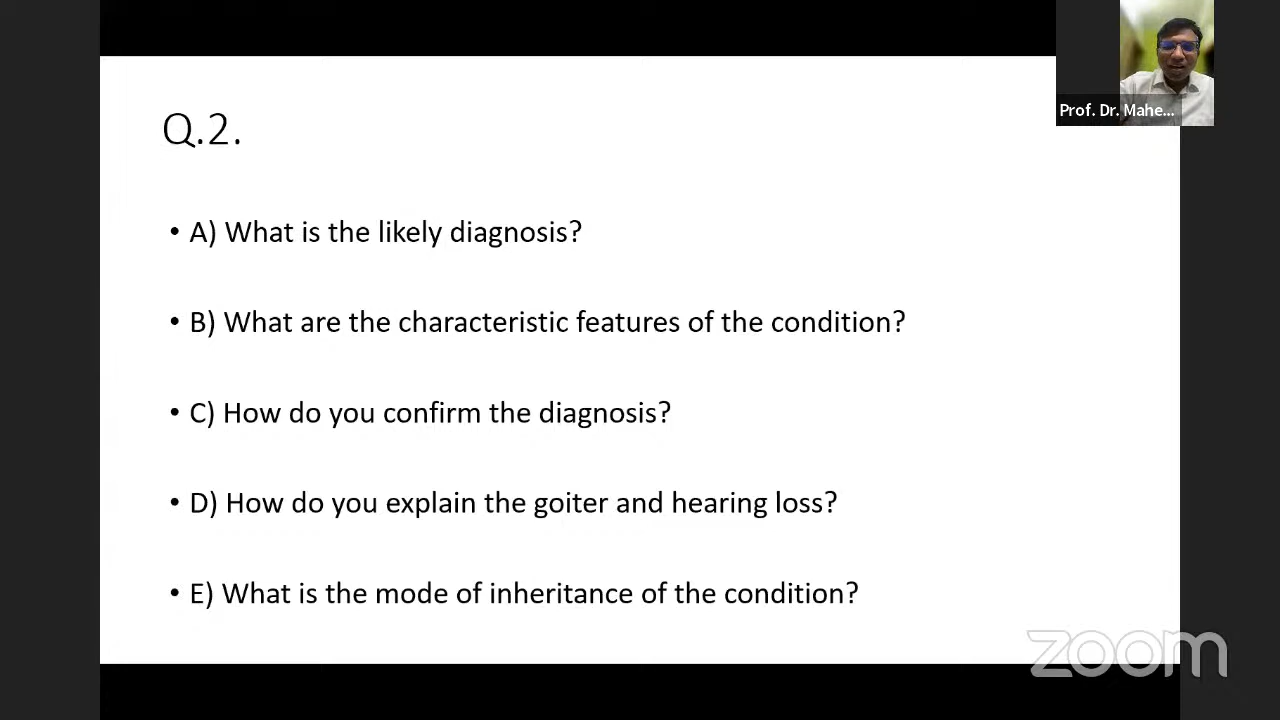 Prof. Dr. Mahe...
Q.2.
• A) What is the likely diagnosis?
• B) What are the characteristic features of the condition?
• C) How do you confirm the diagnosis?
• D) How do you explain the goiter and hearing loss?
• E) What is the mode of inheritance of the condition?
zoom